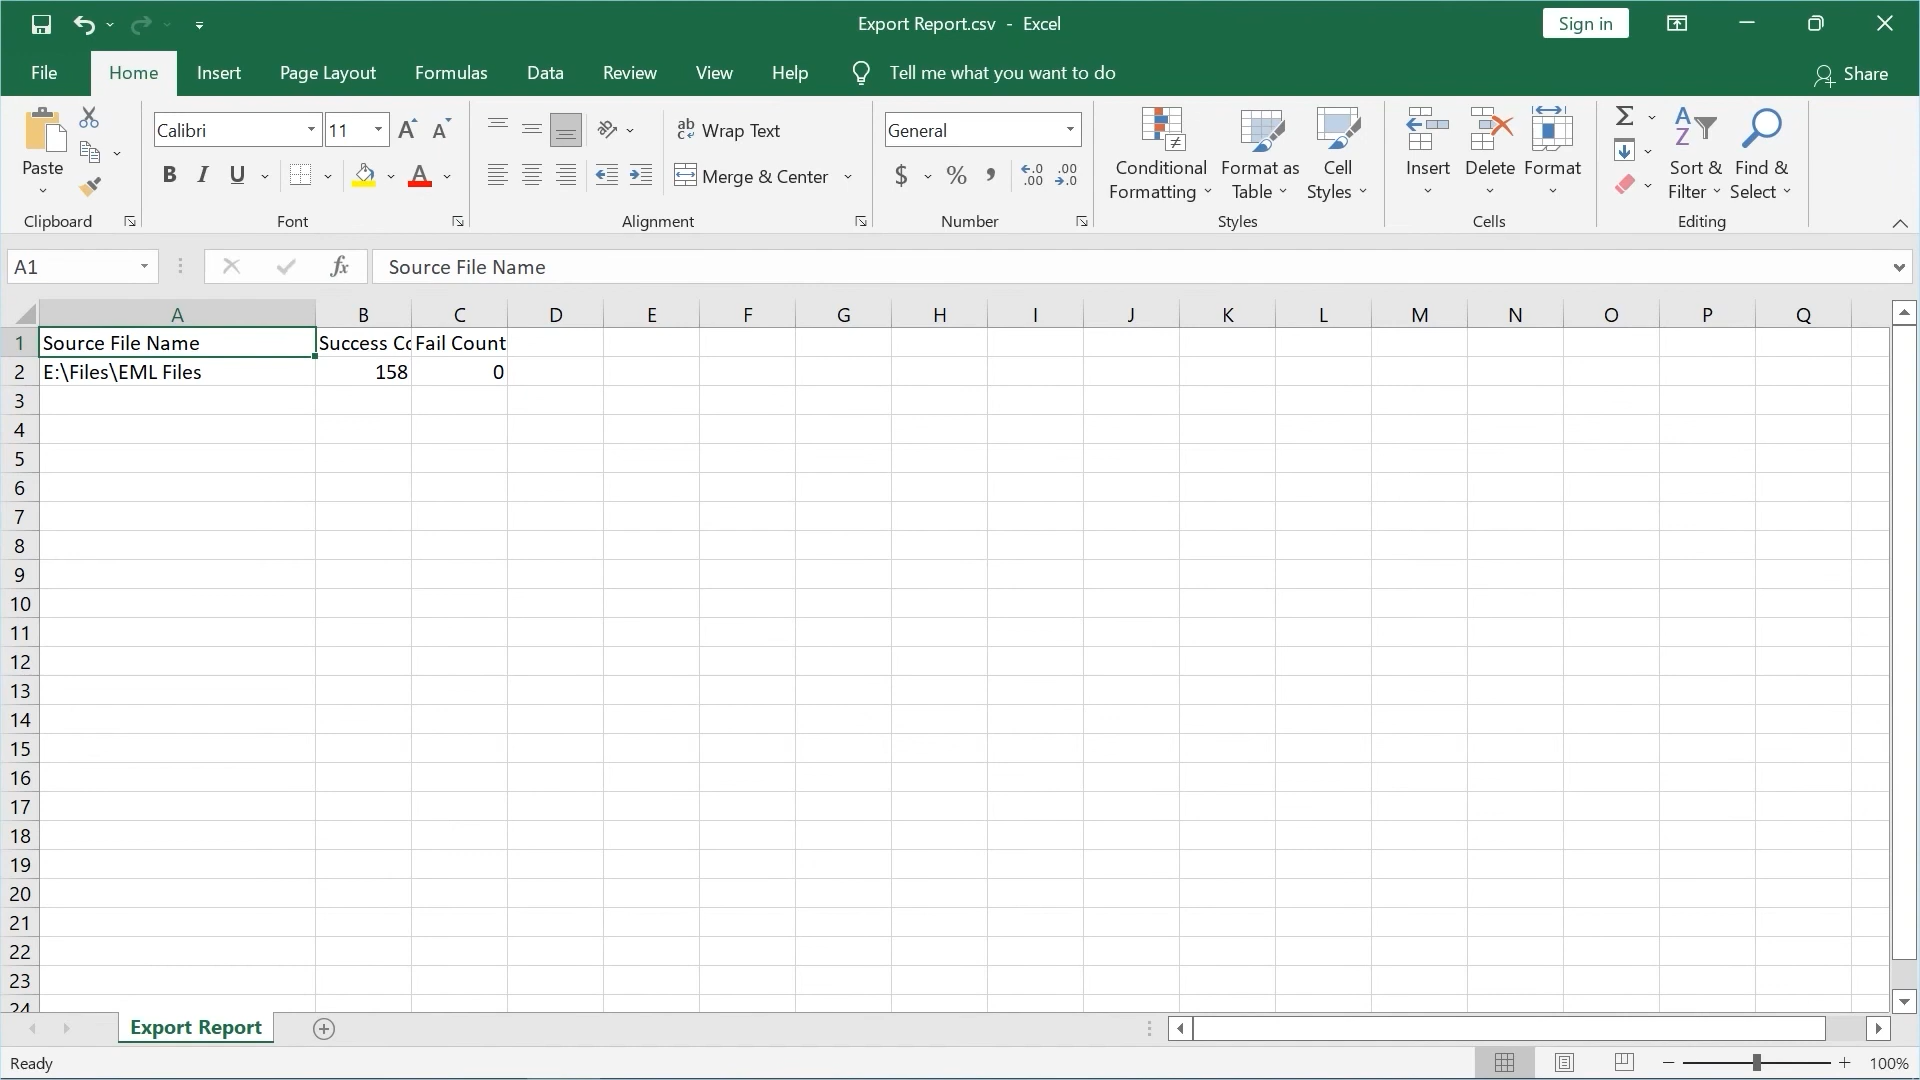 Export Report.csv - Excel
Sign in
File Home Insert Page Layout Formulas Data Review View Help Tell me what you want to do Share
Calibri 11 Wrap Text General
Paste Merge & Center $ % , Conditional Formatting Format as Table Cell Styles Insert Delete Format Sort & Filter Find & Select
Clipboard Font Alignment Number Styles Cells Editing
A1 fx Source File Name
A B C D E F G H I J K L M N O P Q
1 Source File Name Success Co Fail Count
2 E:\Files\EML Files 158 0
3
4
5
6
7
8
9
10
11
12
13
14
15
16
17
18
19
20
21
22
23
24
Export Report
Ready 100%